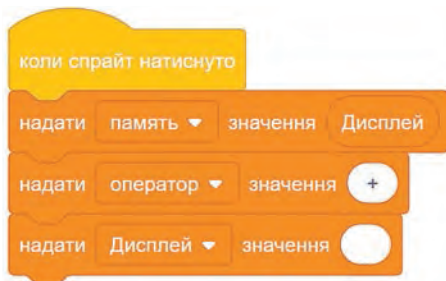 коли спрайт натиснуто
надати память значення Дисплей
надати оператор значення +
надати Дисплей значення